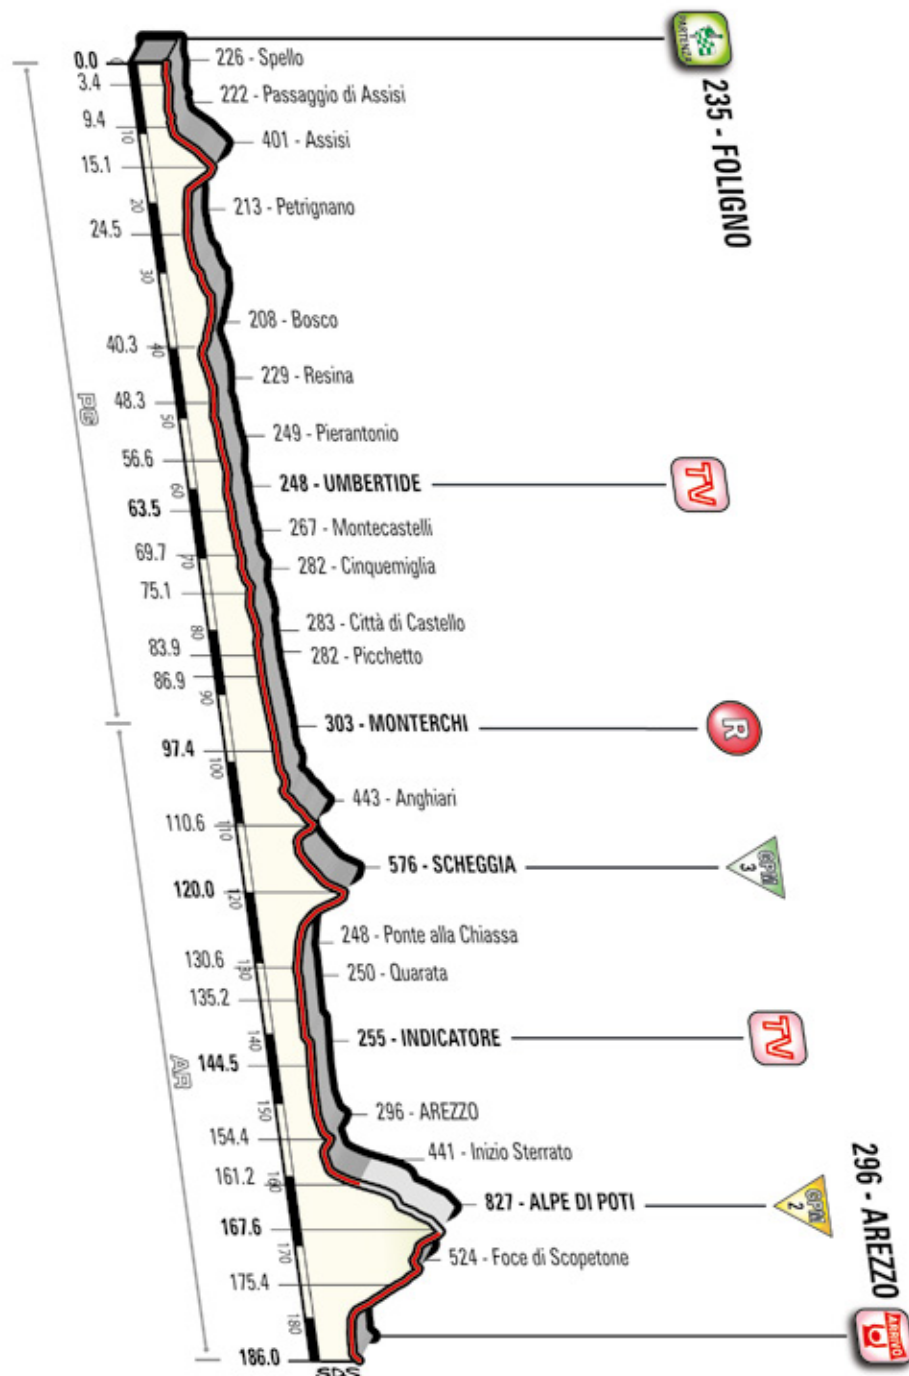 PARTENZA
235 - FOLIGNO
0.0
226 - Spello
3.4
222 - Passaggio di Assisi
9.4
10
401 - Assisi
15.1
20
213 - Petrignano
24.5
30
208 - Bosco
40.3
40
229 - Resina
48.3
PG
50
249 - Pierantonio
56.6
60
248 - UMBERTIDE
TV
63.5
267 - Montecastelli
69.7
70
282 - Cinquemiglia
75.1
80
283 - Città di Castello
83.9
282 - Picchetto
86.9
90
303 - MONTERCHI
R
97.4
100
443 - Anghiari
110.6
110
576 - SCHEGGIA
GPM
3
120.0
120
248 - Ponte alla Chiassa
130.6
130
250 - Quarata
135.2
140
255 - INDICATORE
TV
144.5
AR
150
296 - AREZZO
154.4
441 - Inizio Sterrato
161.2
160
827 - ALPE DI POTI
GPM
2
167.6
170
524 - Foce di Scopetone
175.4
180
296 - AREZZO
ARRIVO
186.0
SDS